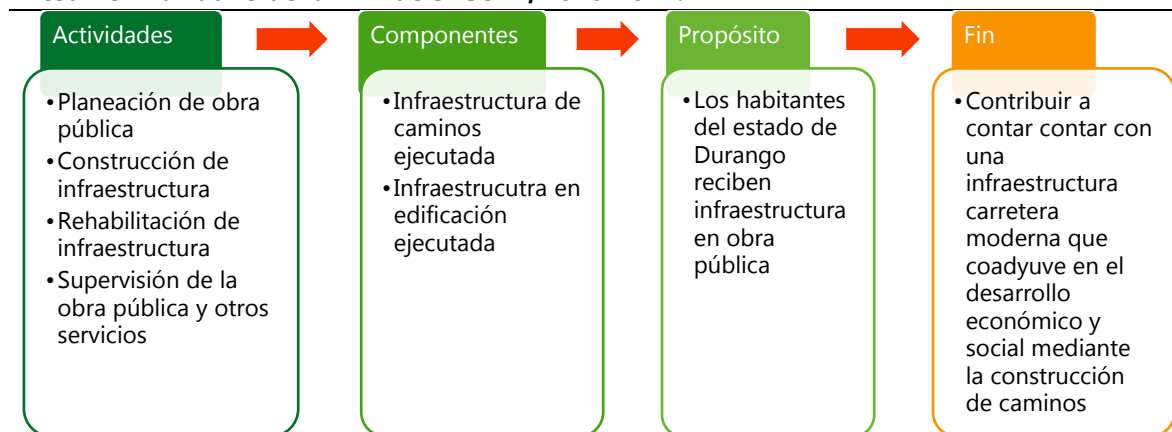 Actividades
•Planeación de obra
pública
•Construcción de
infraestructura
•Rehabilitación de
infraestructura
•Supervisión de la
obra pública y otros
servicios
Componentes
•Infraestructura de
caminos
ejecutada
•Infraestrucutra en
edificación
ejecutada
Propósito
•Los habitantes
del estado de
Durango
reciben
infraestructura
en obra
pública
Fin
•Contribuir a
contar contar con
una
infraestructura
carretera
moderna que
coadyuve en el
desarrollo
económico y
social mediante
la construcción
de caminos